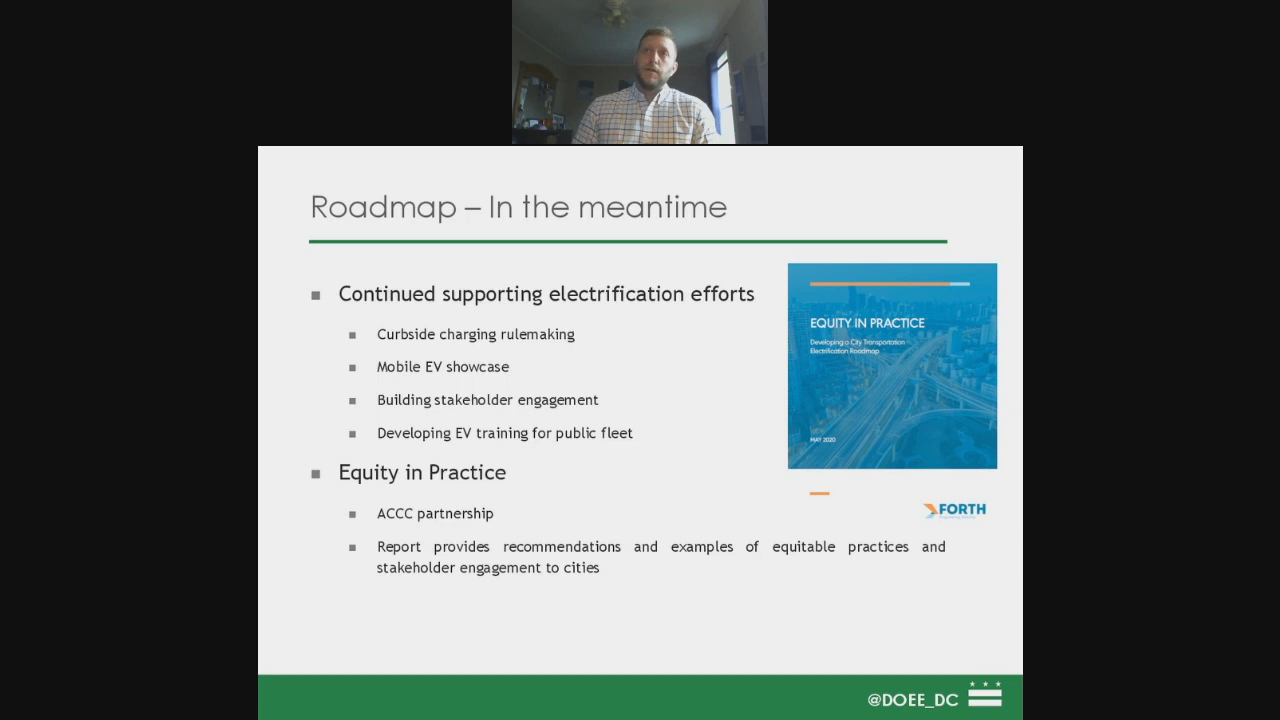 Roadmap – In the meantime
Continued supporting electrification efforts
Curbside charging rulemaking
Mobile EV showcase
Building stakeholder engagement
Developing EV training for public fleet
Equity in Practice
ACCC partnership
Report provides recommendations and examples of equitable practices and
stakeholder engagement to cities
EQUITY IN PRACTICE
Developing a City Transportation
Electrification Roadmap
MAY 2020
FORTH
@DOEE_DC